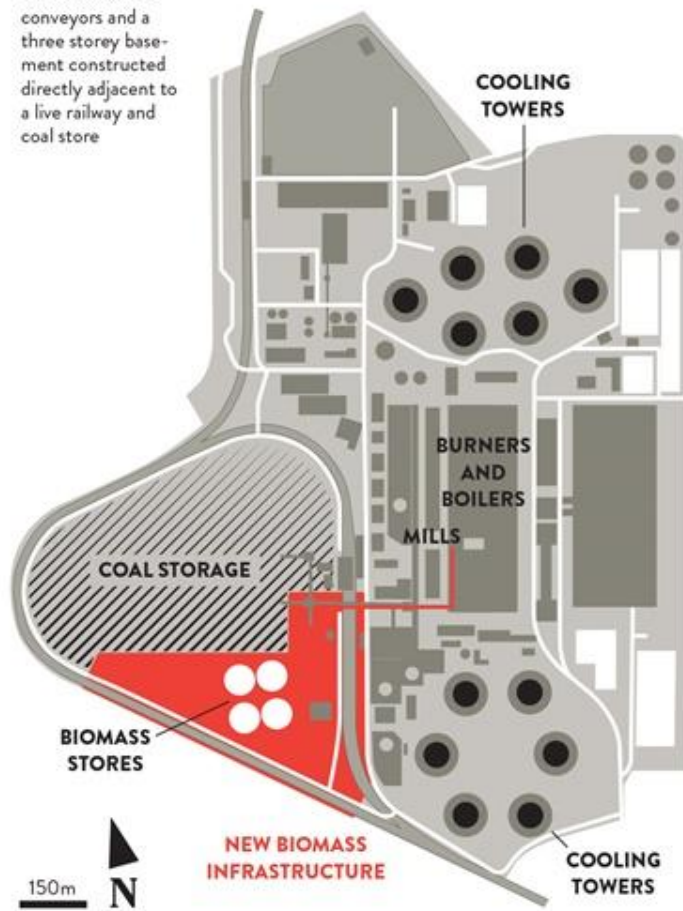 conveyors and a
three storey base-
ment constructed
directly adjacent to
a live railway and
coal store
COOLING
TOWERS
BURNERS
AND
BOILERS
MILLS
COAL STORAGE
BIOMASS
STORES
NEW BIOMASS
INFRASTRUCTURE
COOLING
TOWERS
150m
N